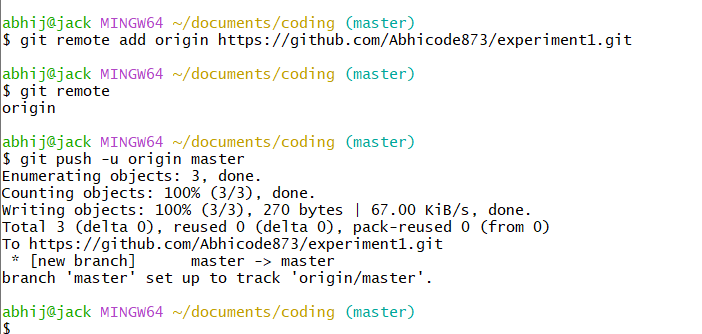 abhij@jack MINGW64 ~/documents/coding (master)
$ git remote add origin https://github.com/Abhicode873/experiment1.git
abhij@jack MINGW64 ~/documents/coding (master)
$ git remote
origin
abhij@jack MINGW64 ~/documents/coding (master)
$ git push -u origin master
Enumerating objects: 3, done.
Counting objects: 100% (3/3), done.
Writing objects: 100% (3/3), 270 bytes | 67.00 KiB/s, done.
Total 3 (delta 0), reused 0 (delta 0), pack-reused 0 (from 0)
To https://github.com/Abhicode873/experiment1.git
 * [new branch]      master -> master
branch 'master' set up to track 'origin/master'.
abhij@jack MINGW64 ~/documents/coding (master)
$